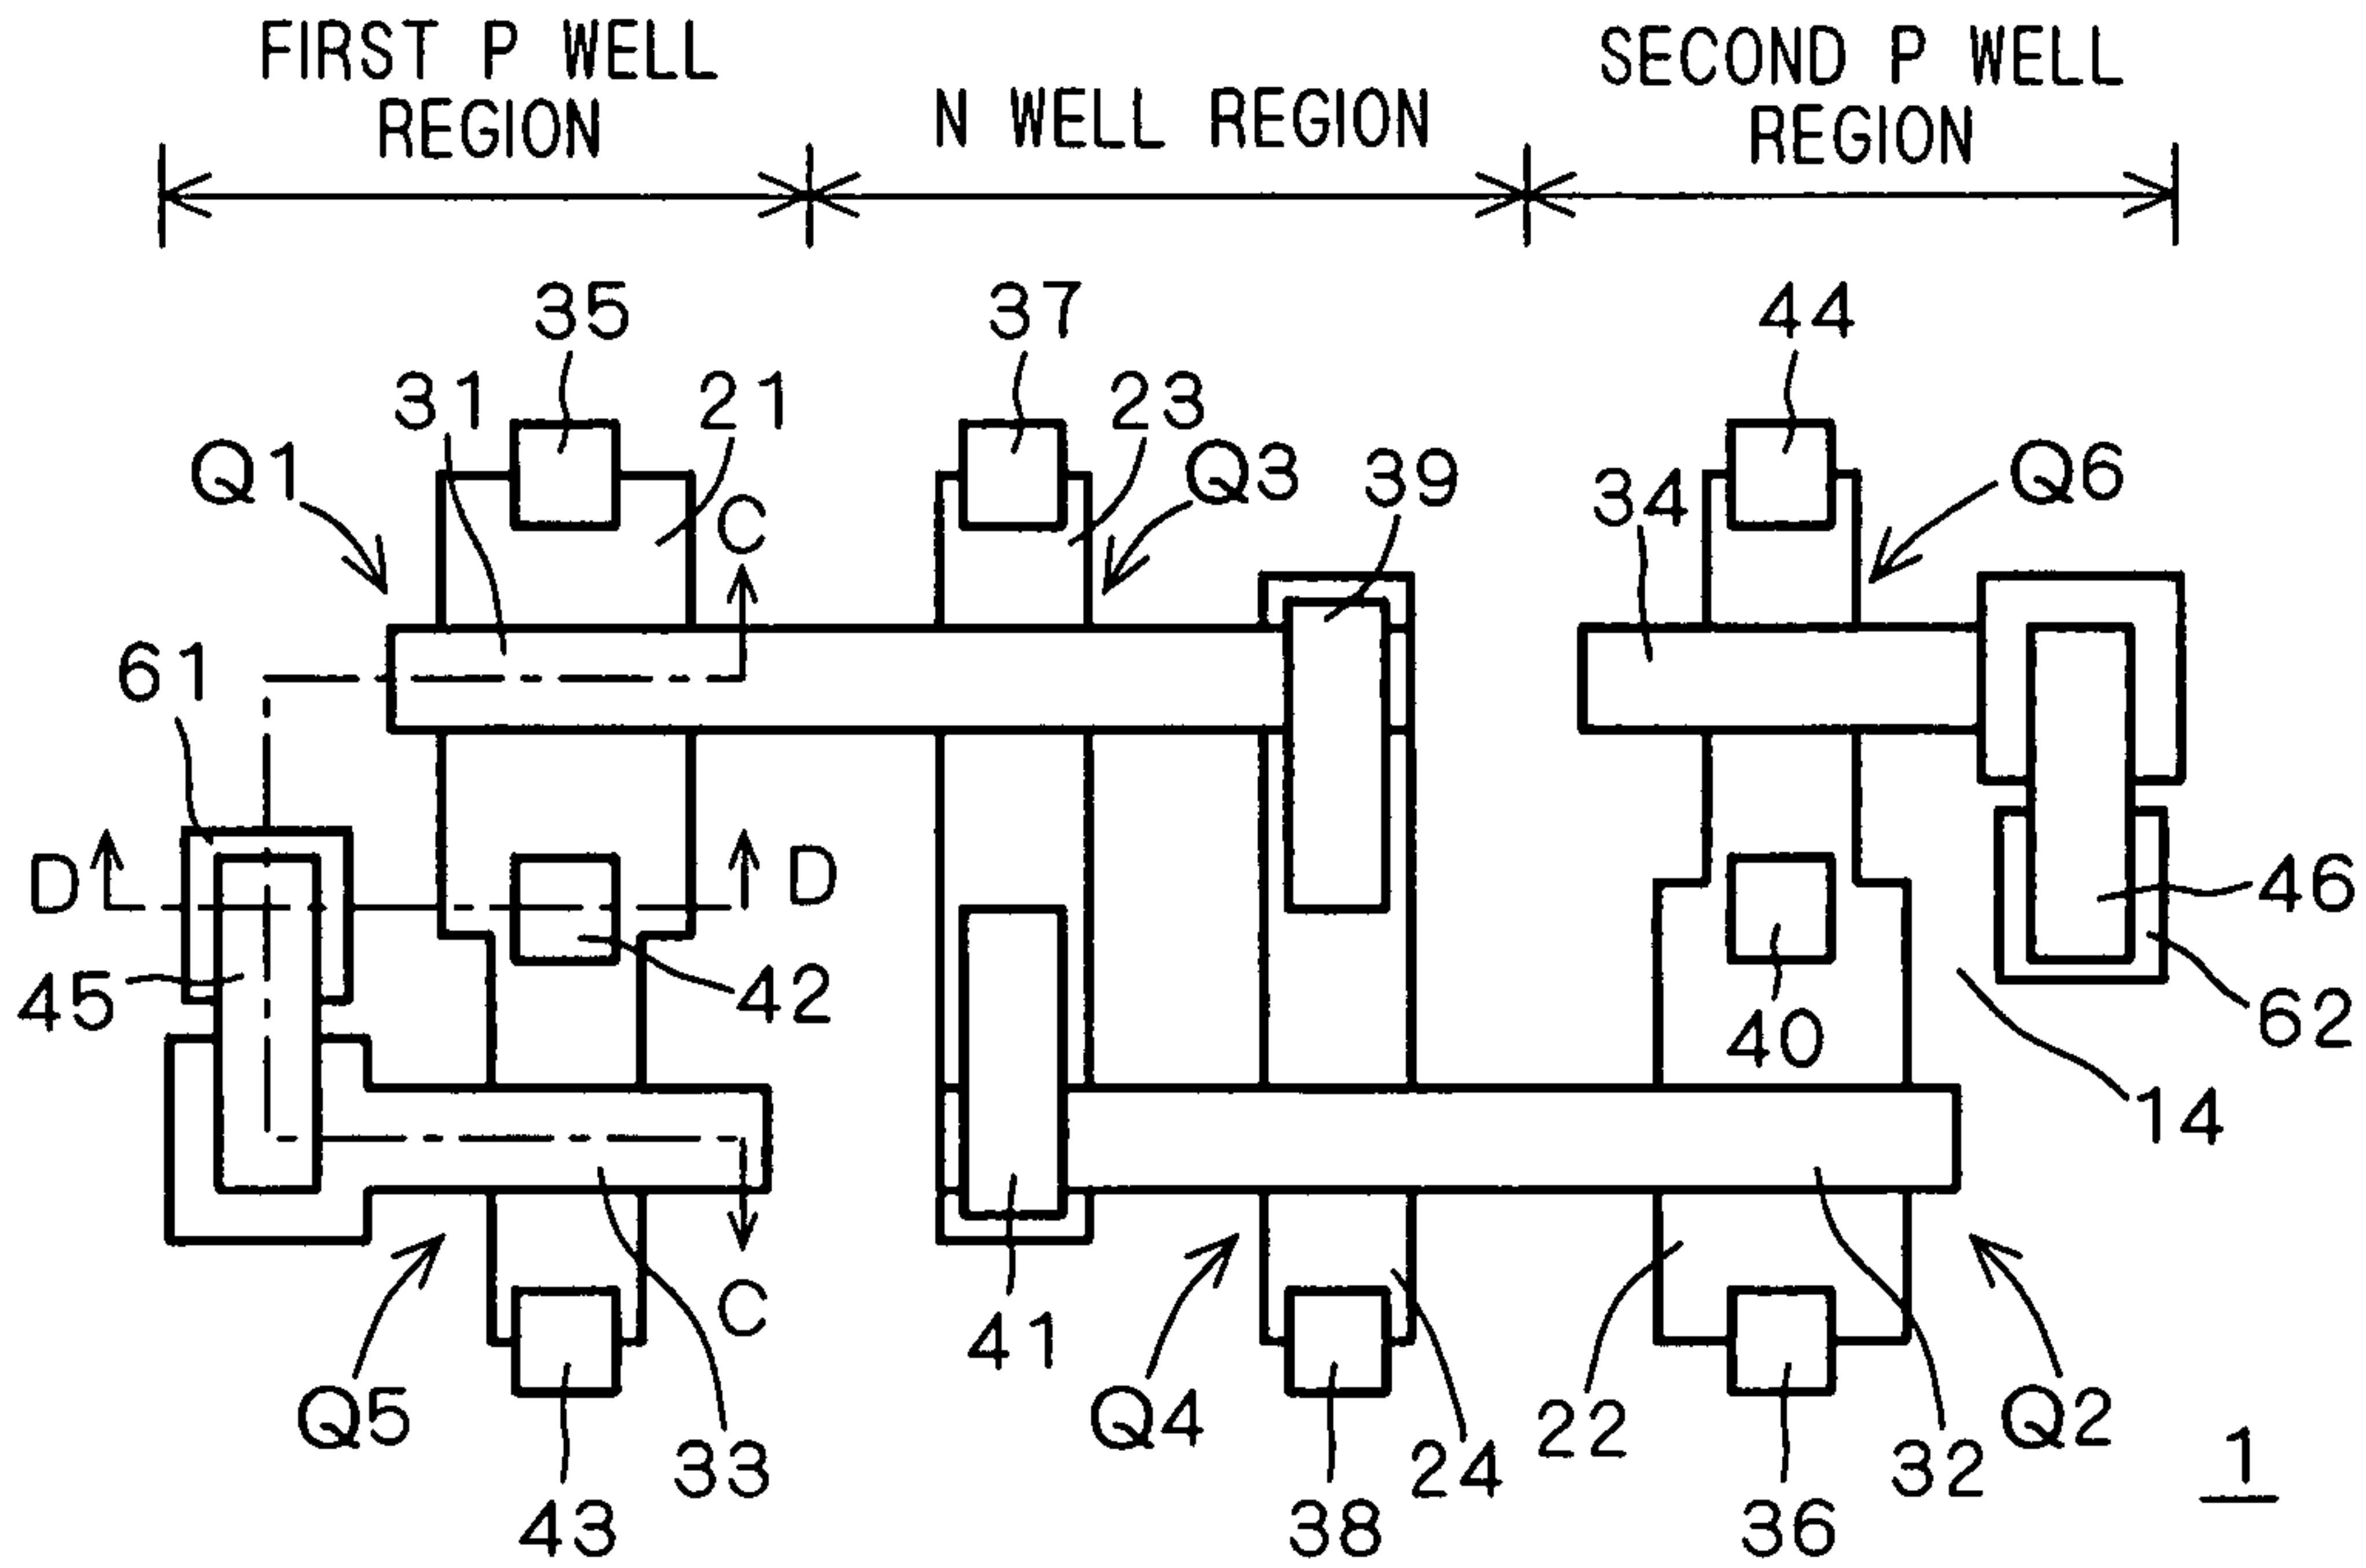 FIRST P WELL
REGION
N WELL REGION
SECOND P WELL
REGION
35
37
44
31
21
23
Q1
Q3
39
34
Q6
C
61
D
D
45
42
40
46
62
14
C
41
Q5
33
43
Q4
24
38
22
36
32
Q2
1